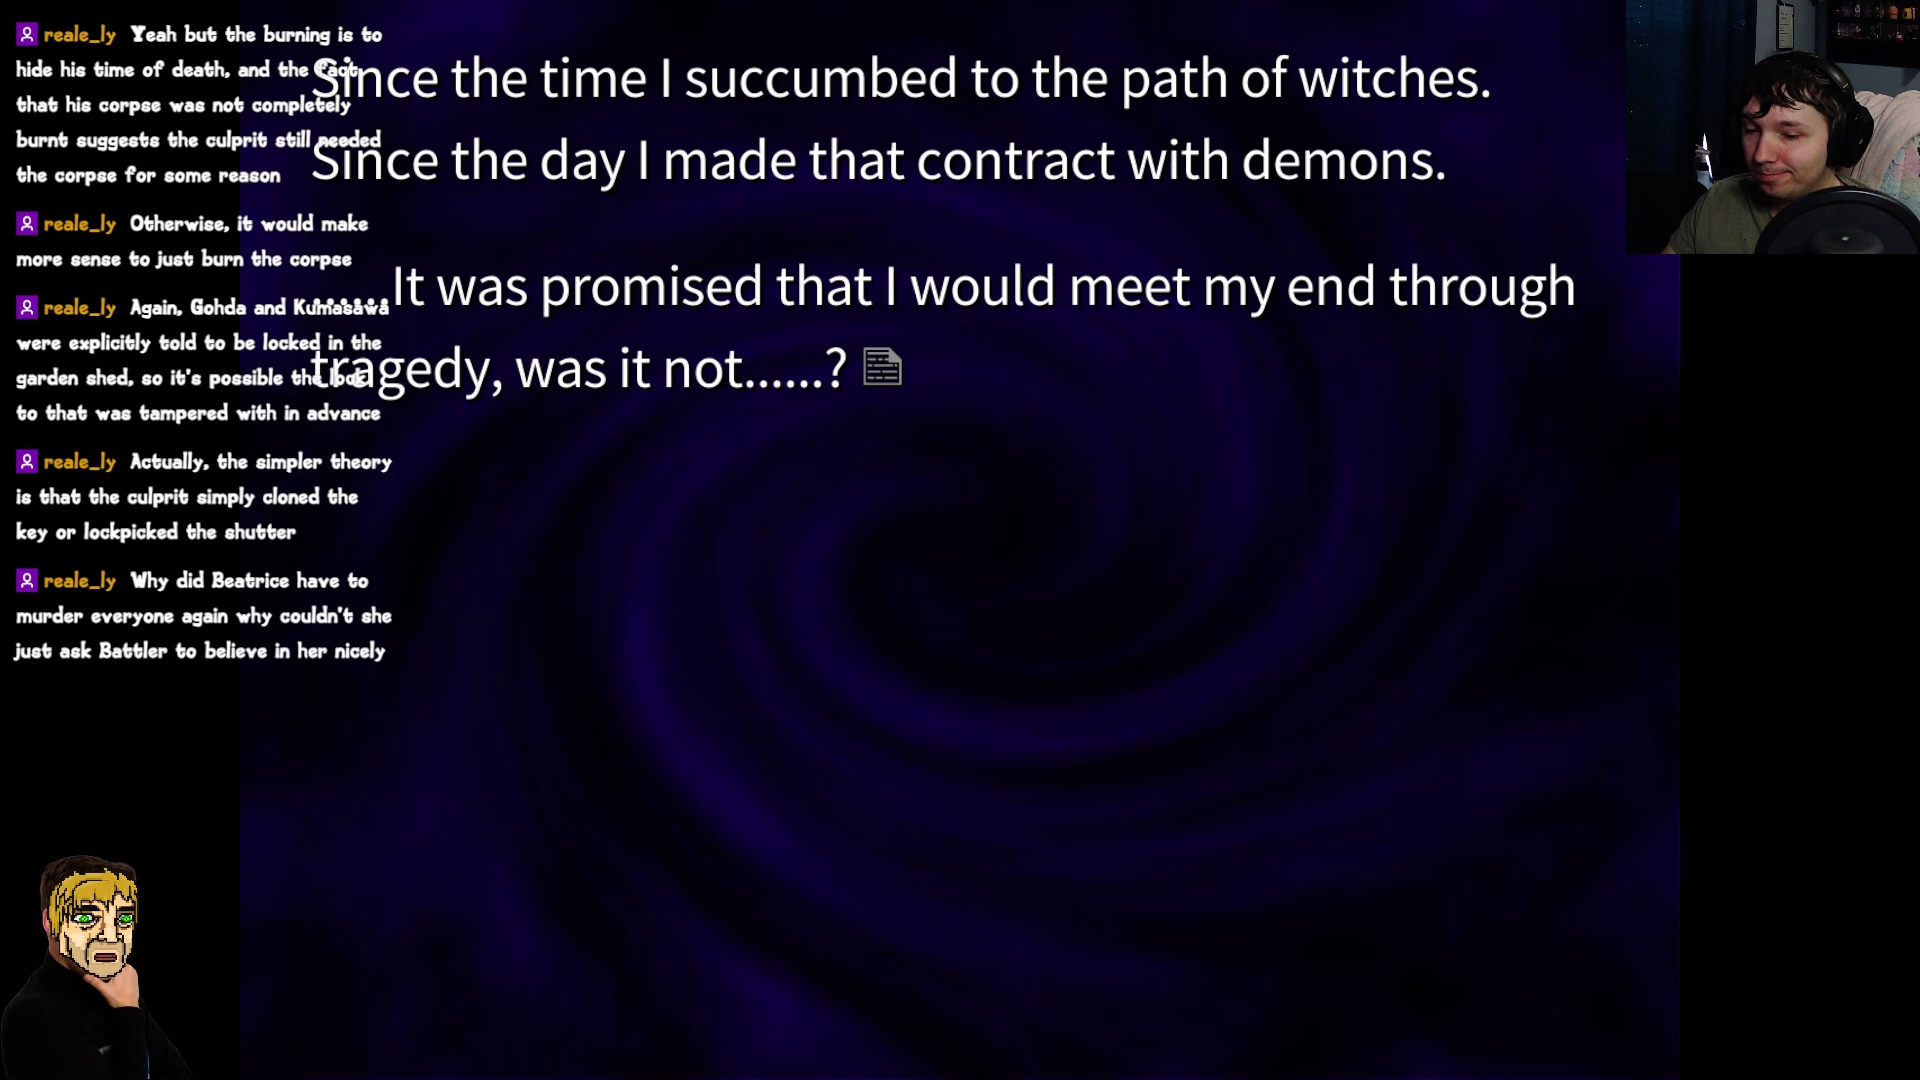 reale_ly Yeah but the burning is to
hide his time of death, and the fact
that his corpse was not completely
burnt suggests the culprit still needed
the corpse for some reason
reale_ly Otherwise, it would make
more sense to just burn the corpse
reale_ly Again, Gohda and Kumasawa
were explicitly told to be locked in the
garden shed, so it's possible the lock
to that was tampered with in advance
reale_ly Actually, the simpler theory
is that the culprit simply cloned the
key or lockpicked the shutter
reale_ly Why did Beatrice have to
murder everyone again why couldn't she
just ask Battler to believe in her nicely
Since the time I succumbed to the path of witches.
Since the day I made that contract with demons.
......It was promised that I would meet my end through
tragedy, was it not......?